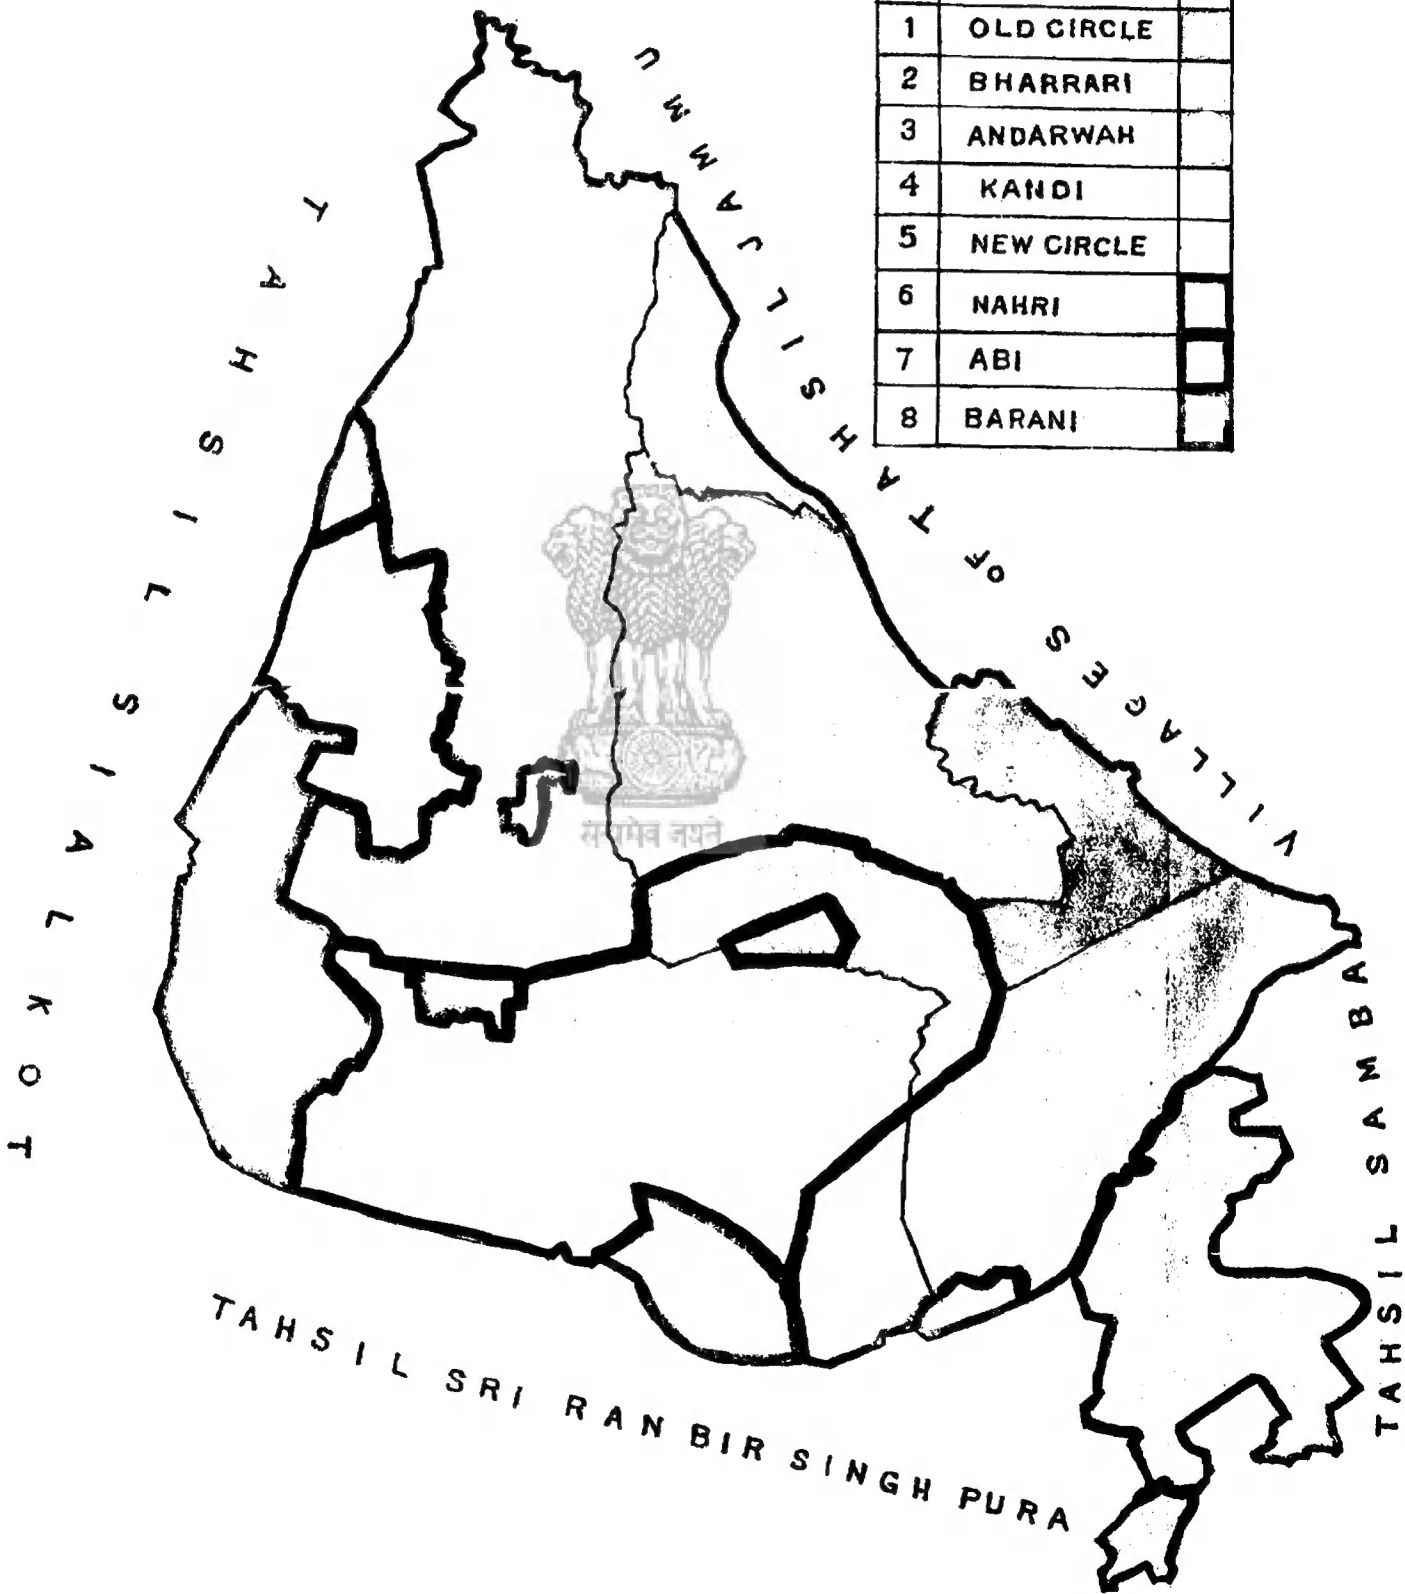 1 OLD CIRCLE
2 BHARRARI
3 ANDARWAH
4 KANDI
5 NEW CIRCLE
6 NAHRI
7 ABI
8 BARANI
VILLAGES OF TAHSIL JAMMU
TAHSIL SIALKOT
सत्यमेव जयते
TAHSIL SAMBA
TAHSIL SRI RANBIR SINGH PURA